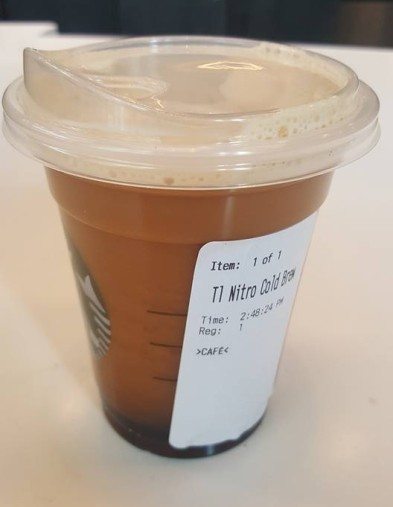 Item: 1 of 1
Tl Nitro Cold Brew
Time: 2:48:24 PM
Reg: 1
>CAFE<